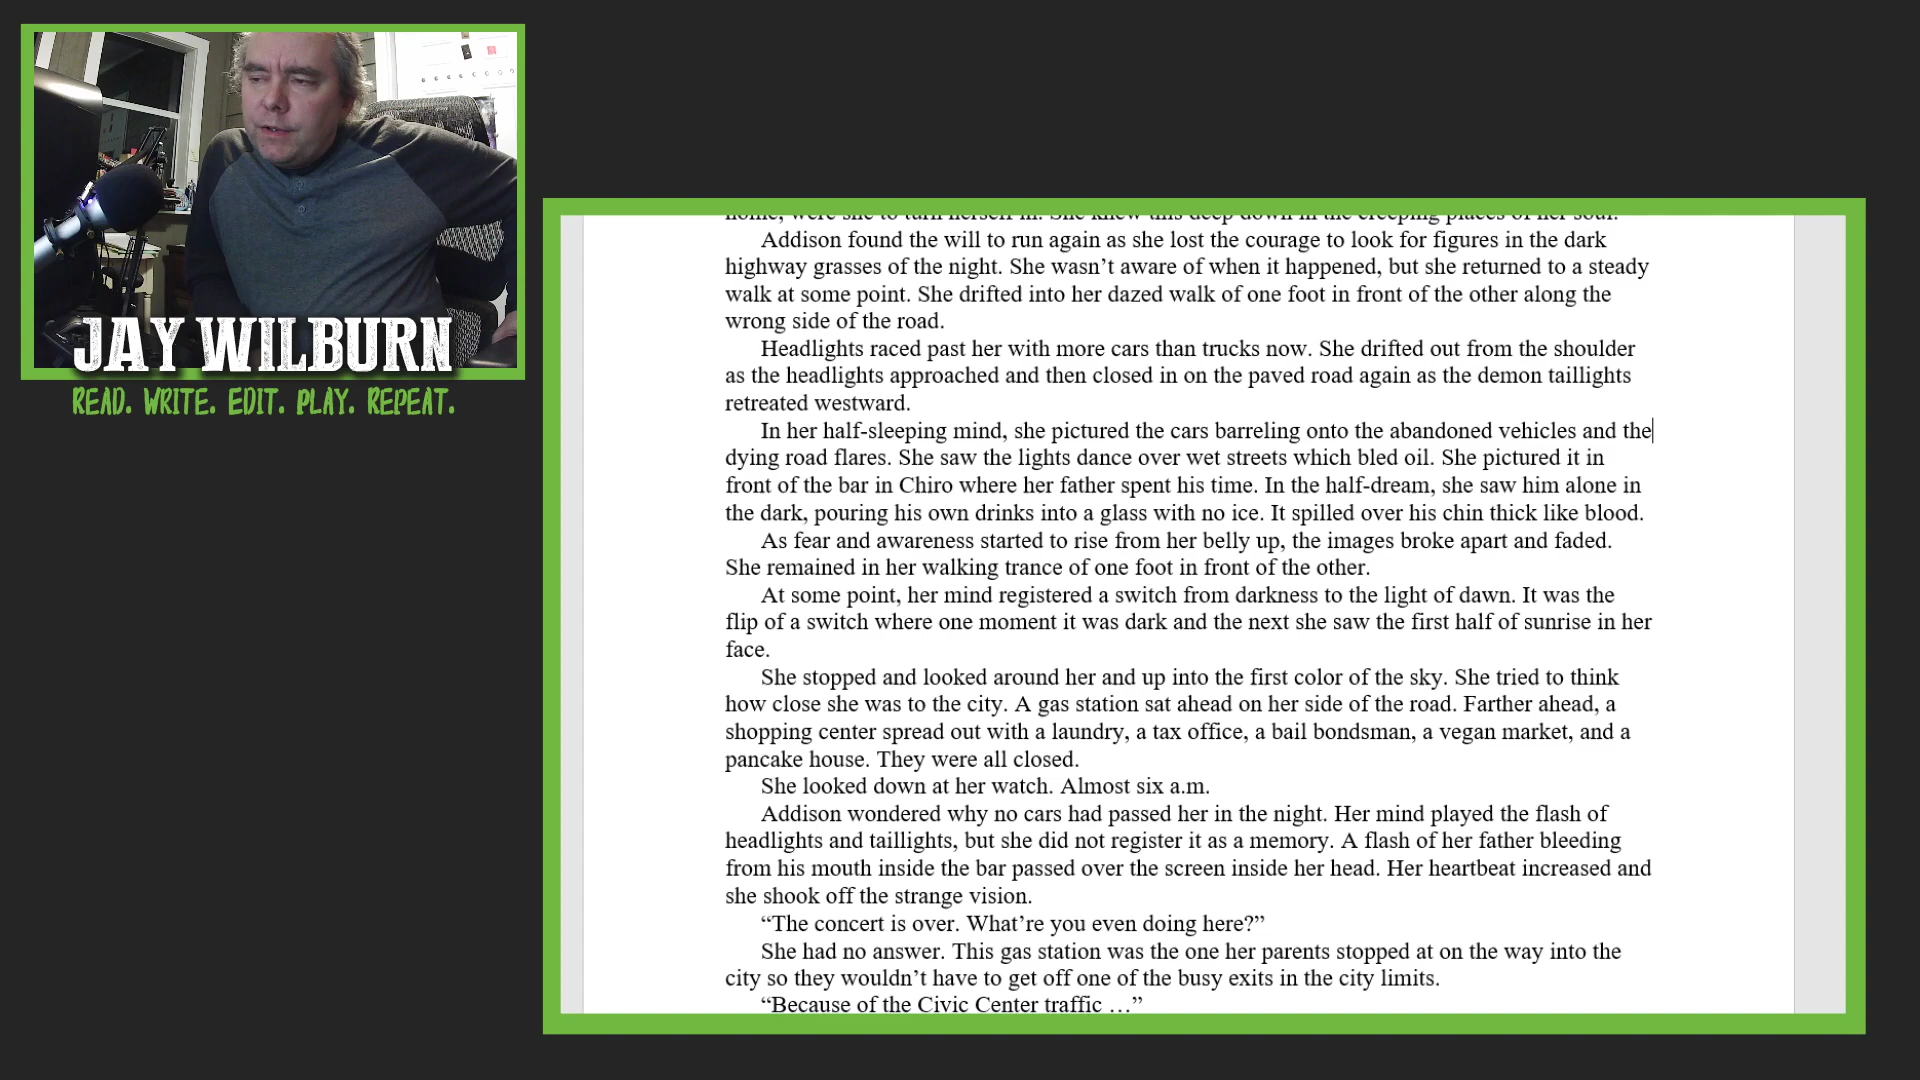 JAY WILBURN
READ. WRITE. EDIT. PLAY. REPEAT.
home, were she to turn herself in. She knew this deep down in the creeping places of her soul.
Addison found the will to run again as she lost the courage to look for figures in the dark
highway grasses of the night. She wasn’t aware of when it happened, but she returned to a steady
walk at some point. She drifted into her dazed walk of one foot in front of the other along the
wrong side of the road.
Headlights raced past her with more cars than trucks now. She drifted out from the shoulder
as the headlights approached and then closed in on the paved road again as the demon taillights
retreated westward.
In her half-sleeping mind, she pictured the cars barreling onto the abandoned vehicles and the
dying road flares. She saw the lights dance over wet streets which bled oil. She pictured it in
front of the bar in Chiro where her father spent his time. In the half-dream, she saw him alone in
the dark, pouring his own drinks into a glass with no ice. It spilled over his chin thick like blood.
As fear and awareness started to rise from her belly up, the images broke apart and faded.
She remained in her walking trance of one foot in front of the other.
At some point, her mind registered a switch from darkness to the light of dawn. It was the
flip of a switch where one moment it was dark and the next she saw the first half of sunrise in her
face.
She stopped and looked around her and up into the first color of the sky. She tried to think
how close she was to the city. A gas station sat ahead on her side of the road. Farther ahead, a
shopping center spread out with a laundry, a tax office, a bail bondsman, a vegan market, and a
pancake house. They were all closed.
She looked down at her watch. Almost six a.m.
Addison wondered why no cars had passed her in the night. Her mind played the flash of
headlights and taillights, but she did not register it as a memory. A flash of her father bleeding
from his mouth inside the bar passed over the screen inside her head. Her heartbeat increased and
she shook off the strange vision.
“The concert is over. What’re you even doing here?”
She had no answer. This gas station was the one her parents stopped at on the way into the
city so they wouldn’t have to get off one of the busy exits in the city limits.
“Because of the Civic Center traffic …”